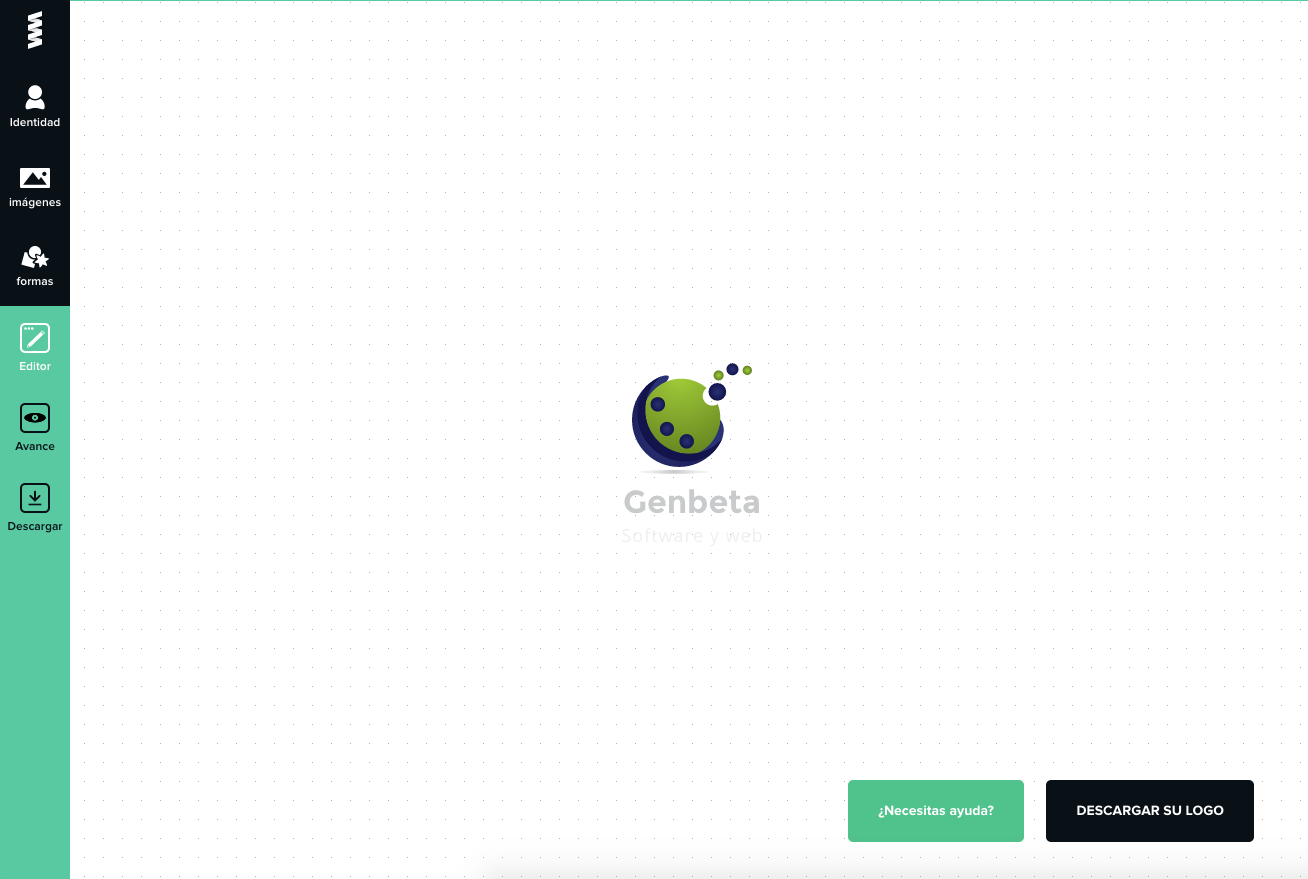 Identidad
imágenes
formas
Editor
Avance
Descargar
Genbeta
Software y web
¿Necesitas ayuda?
DESCARGAR SU LOGO